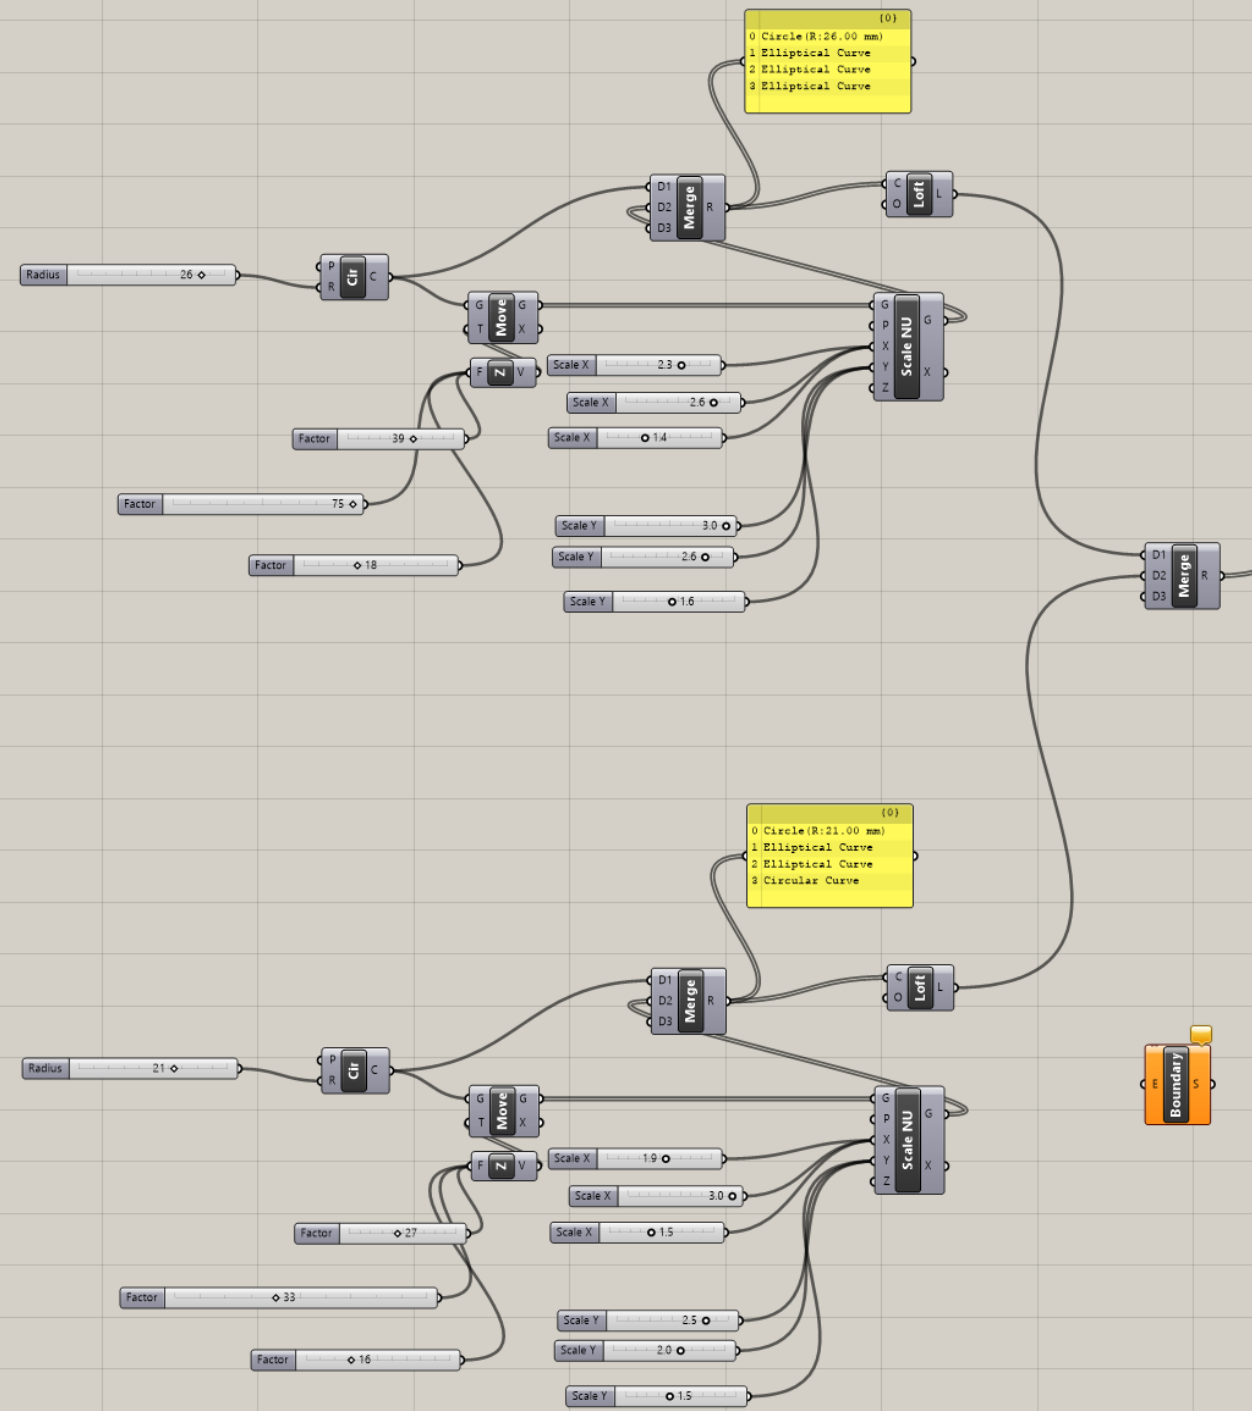 {0}
0 Circle(R:26.00 mm)
1 Elliptical Curve
2 Elliptical Curve
3 Elliptical Curve
D1
D2
D3
Merge
R
C
O
Loft
L
Radius
26
P
R
Cir
C
G
T
Move
G
X
F
Z
V
G
P
X
Y
Z
Scale NU
G
X
Scale X 2.3
Scale X 2.6
Scale X 1.4
Factor 39
Factor 75
Factor 18
Scale Y 3.0
Scale Y 2.6
Scale Y 1.6
D1
D2
D3
Merge
R
{0}
0 Circle(R:21.00 mm)
1 Elliptical Curve
2 Elliptical Curve
3 Circular Curve
D1
D2
D3
Merge
R
C
O
Loft
L
Radius
21
P
R
Cir
C
G
T
Move
G
X
F
Z
V
G
P
X
Y
Z
Scale NU
G
X
E
Boundary
S
Scale X 1.9
Scale X 3.0
Scale X 1.5
Factor 27
Factor 33
Factor 16
Scale Y 2.5
Scale Y 2.0
Scale Y 1.5